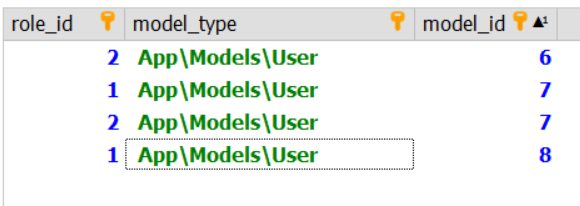 role_id model_type model_id
2 App\Models\User 6
1 App\Models\User 7
2 App\Models\User 7
1 App\Models\User 8